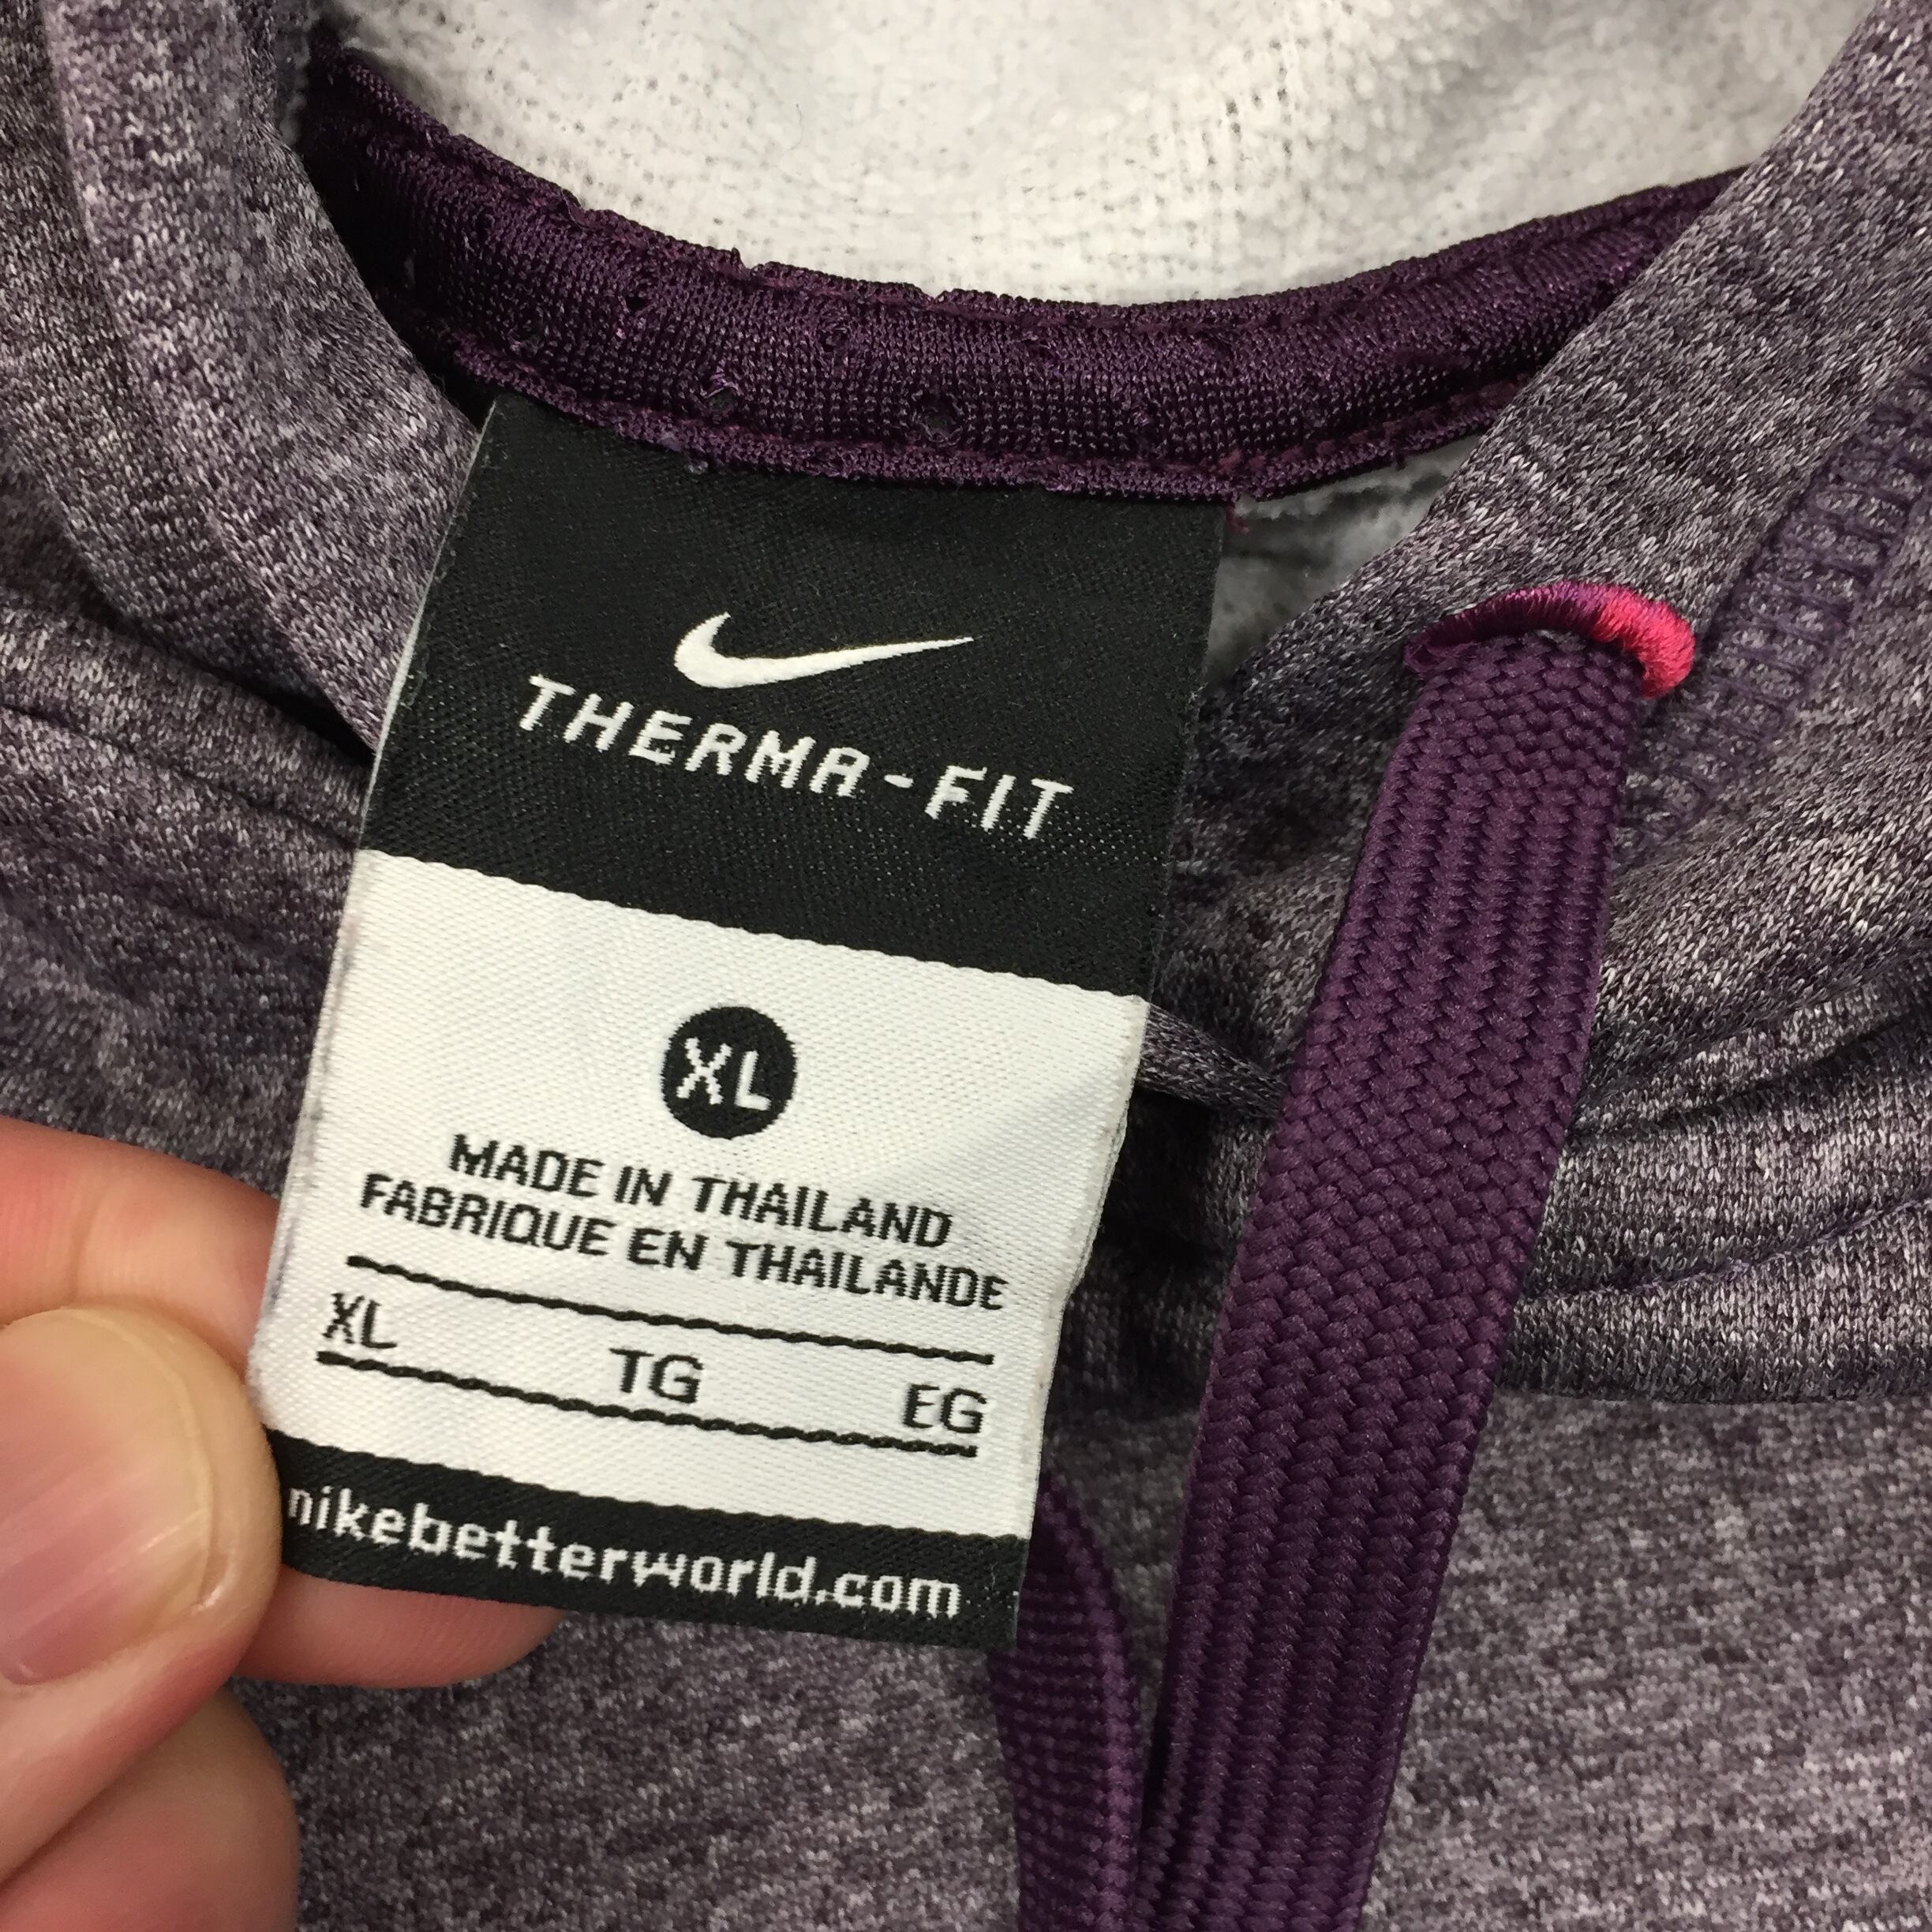 THERMA-FIT
XL
MADE IN THAILAND
FABRIQUE EN THAILANDE
XL TG EG
nikebetterworld.com